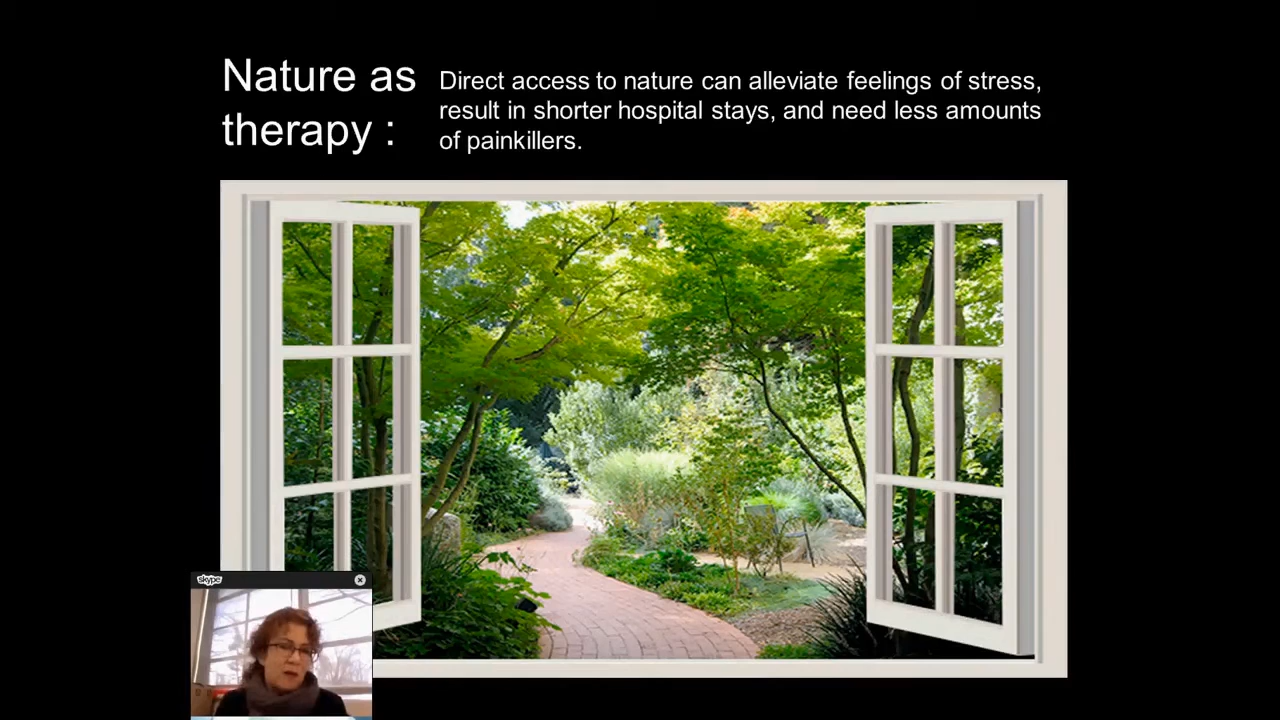 Nature as
therapy :
Direct access to nature can alleviate feelings of stress,
result in shorter hospital stays, and need less amounts
of painkillers.
skype